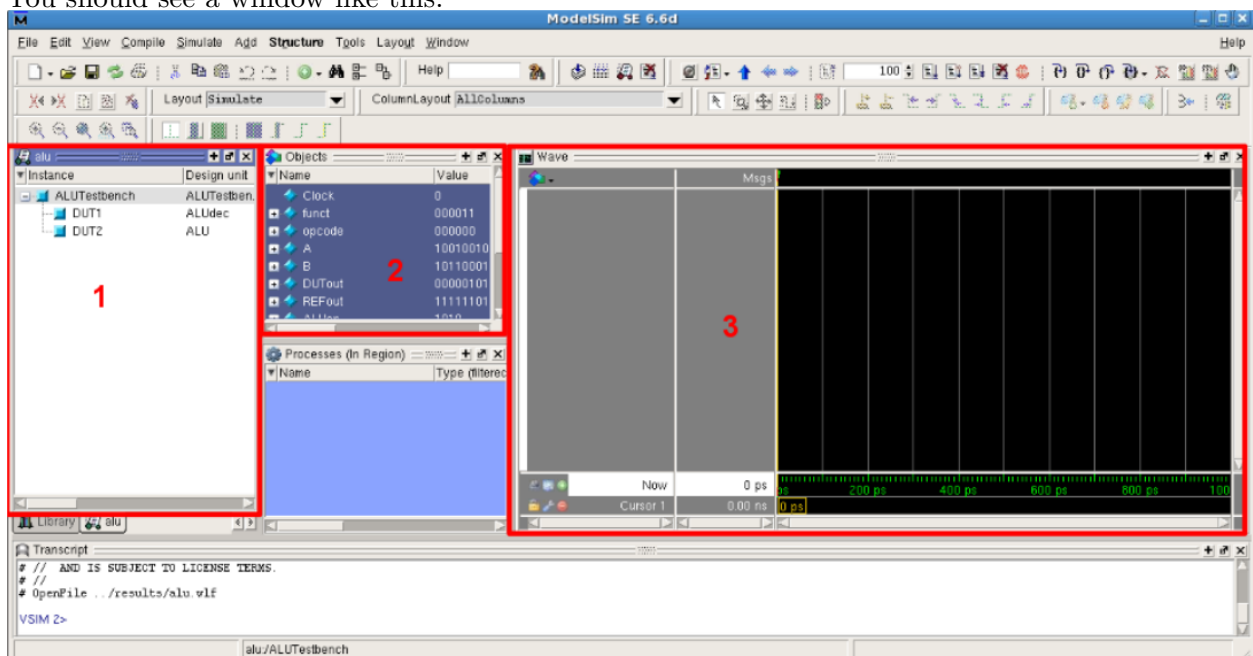 You should see a window like this:
ModelSim SE 6.6d
File Edit View Compile Simulate Add Structure Tools Layout Window Help
Help 100
Layout Simulate ColumnLayout AllColumns
alu
Instance Design unit
ALUTestbench ALUTestben
DUT1 ALUdec
DUT2 ALU
1
Objects
Name Value
Clock 0
funct 000011
opcode 000000
A 10010010
B 10110001
DUTout 00000101
REFout 11111101
2
Processes (In Region)
Name Type (filterec
Wave
Msgs
3
Now 0 ps
ps 200 ps 400 ps 600 ps 800 ps 100
Cursor 1 0.00 ns 0 ps
Library alu
Transcript
# // AND IS SUBJECT TO LICENSE TERMS.
# //
# OpenFile ../results/alu.wlf
VSIM 2>
alu:/ALUTestbench